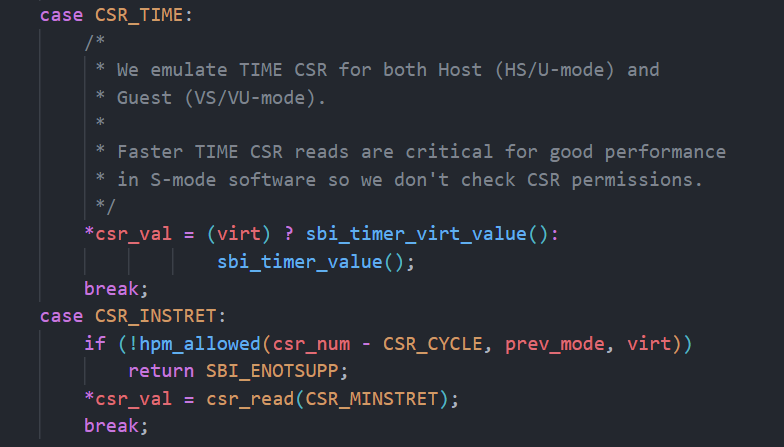 case CSR_TIME:
/*
* We emulate TIME CSR for both Host (HS/U-mode) and
* Guest (VS/VU-mode).
*
* Faster TIME CSR reads are critical for good performance
* in S-mode software so we don't check CSR permissions.
*/
*csr_val = (virt) ? sbi_timer_virt_value():
sbi_timer_value();
break;
case CSR_INSTRET:
if (!hpm_allowed(csr_num - CSR_CYCLE, prev_mode, virt))
return SBI_ENOTSUPP;
*csr_val = csr_read(CSR_MINSTRET);
break;